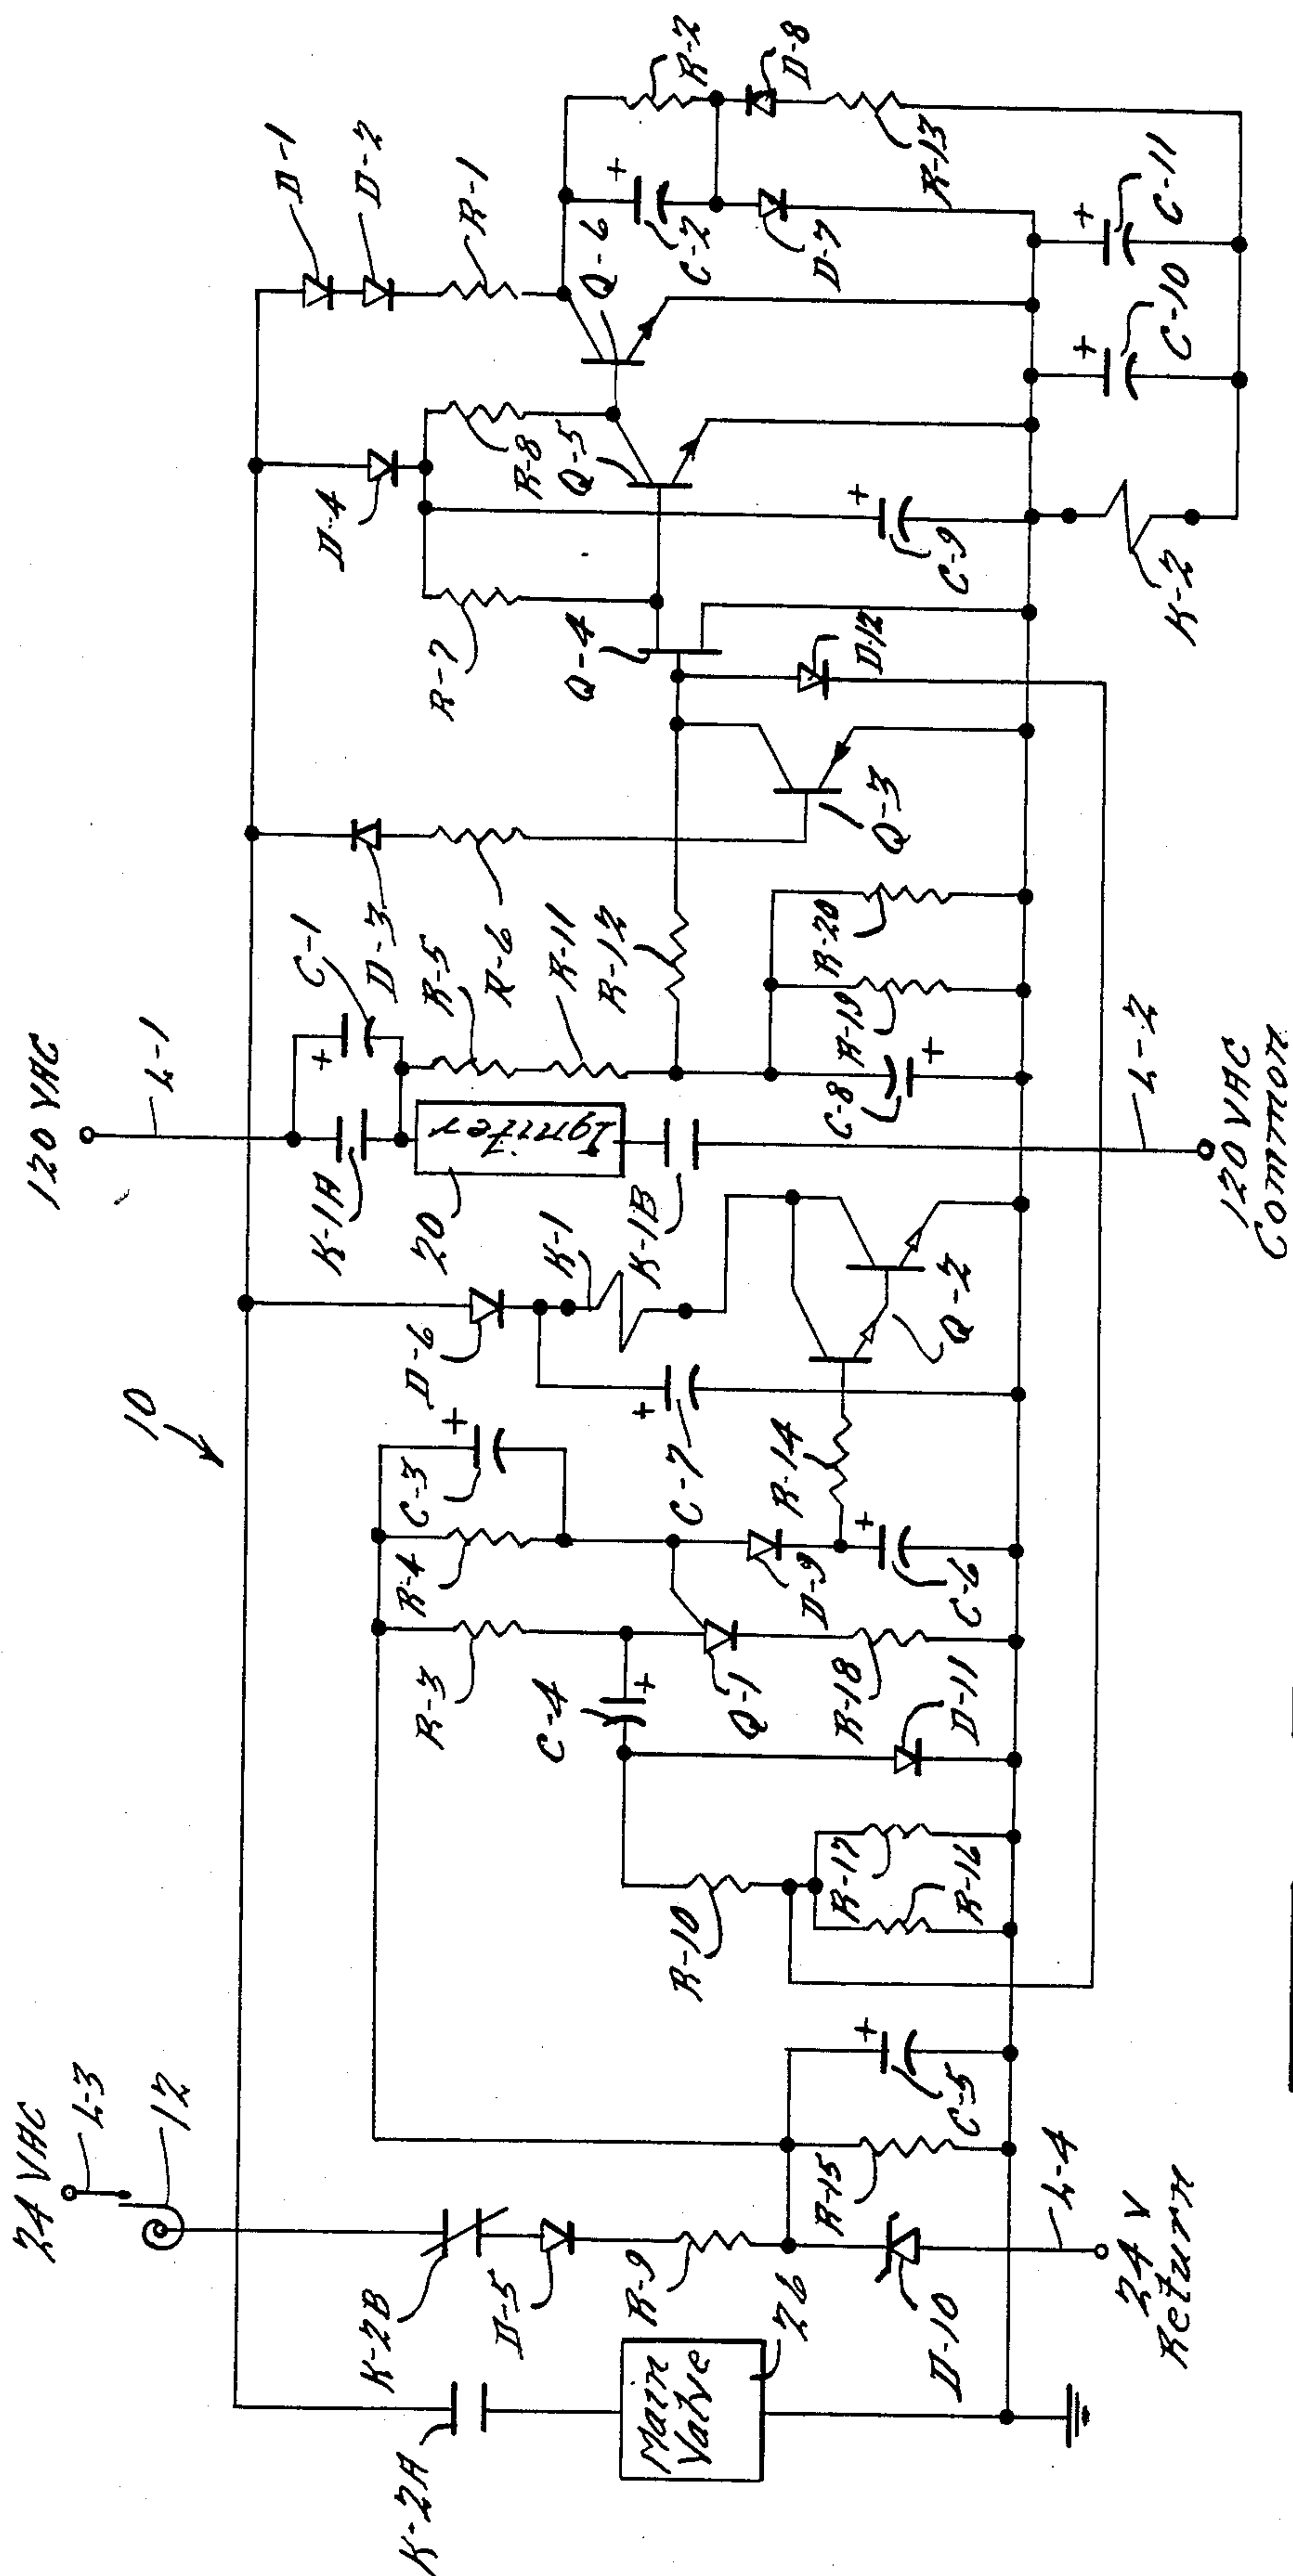 24 VAC
L-3
12
10
120 VAC
L-1
K-2A
K-2B
D-5
R-9
Main
Valve
26
D-10
24 V
Return
L-4
R-15
C-5
R-10
R-17
R-16
R-3
C-4
Q-1
R-18
D-11
R-4
C-3
+
+
+
D-9
C-6
+
R-14
C-7
+
D-6
K-1
Q-2
K-1A
20
Igniter
K-1B
C-1
+
D-3
R-5
R-6
R-11
R-12
C-8
+
R-19
R-20
L-2
120 VAC
Common
Q-3
D-12
Q-4
R-7
D-4
R-8
Q-5
C-9
+
K-2
D-1
D-2
R-1
Q-6
C-2
+
R-2
D-8
D-7
R-13
C-10
+
C-11
+